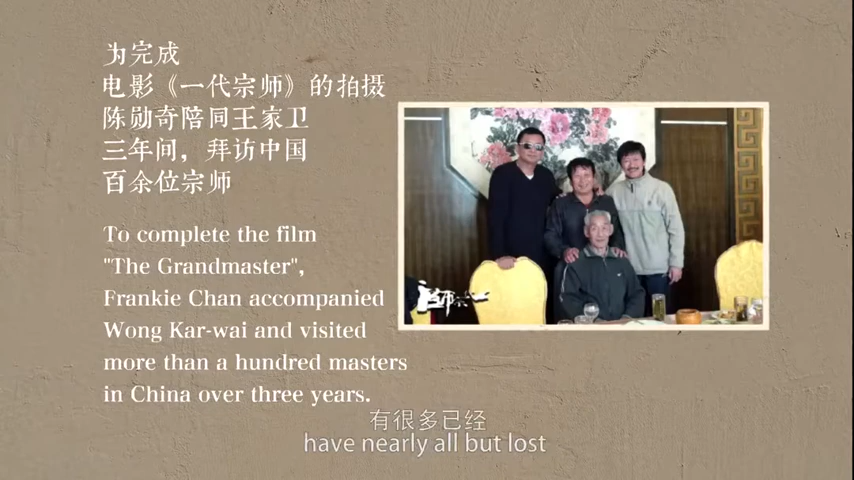 为完成
电影《一代宗师》的拍摄
陈勋奇陪同王家卫
三年间，拜访中国
百余位宗师
To complete the film
"The Grandmaster",
Frankie Chan accompanied
Wong Kar-wai and visited
more than a hundred masters
in China over three years.
有很多已经
have nearly all but lost